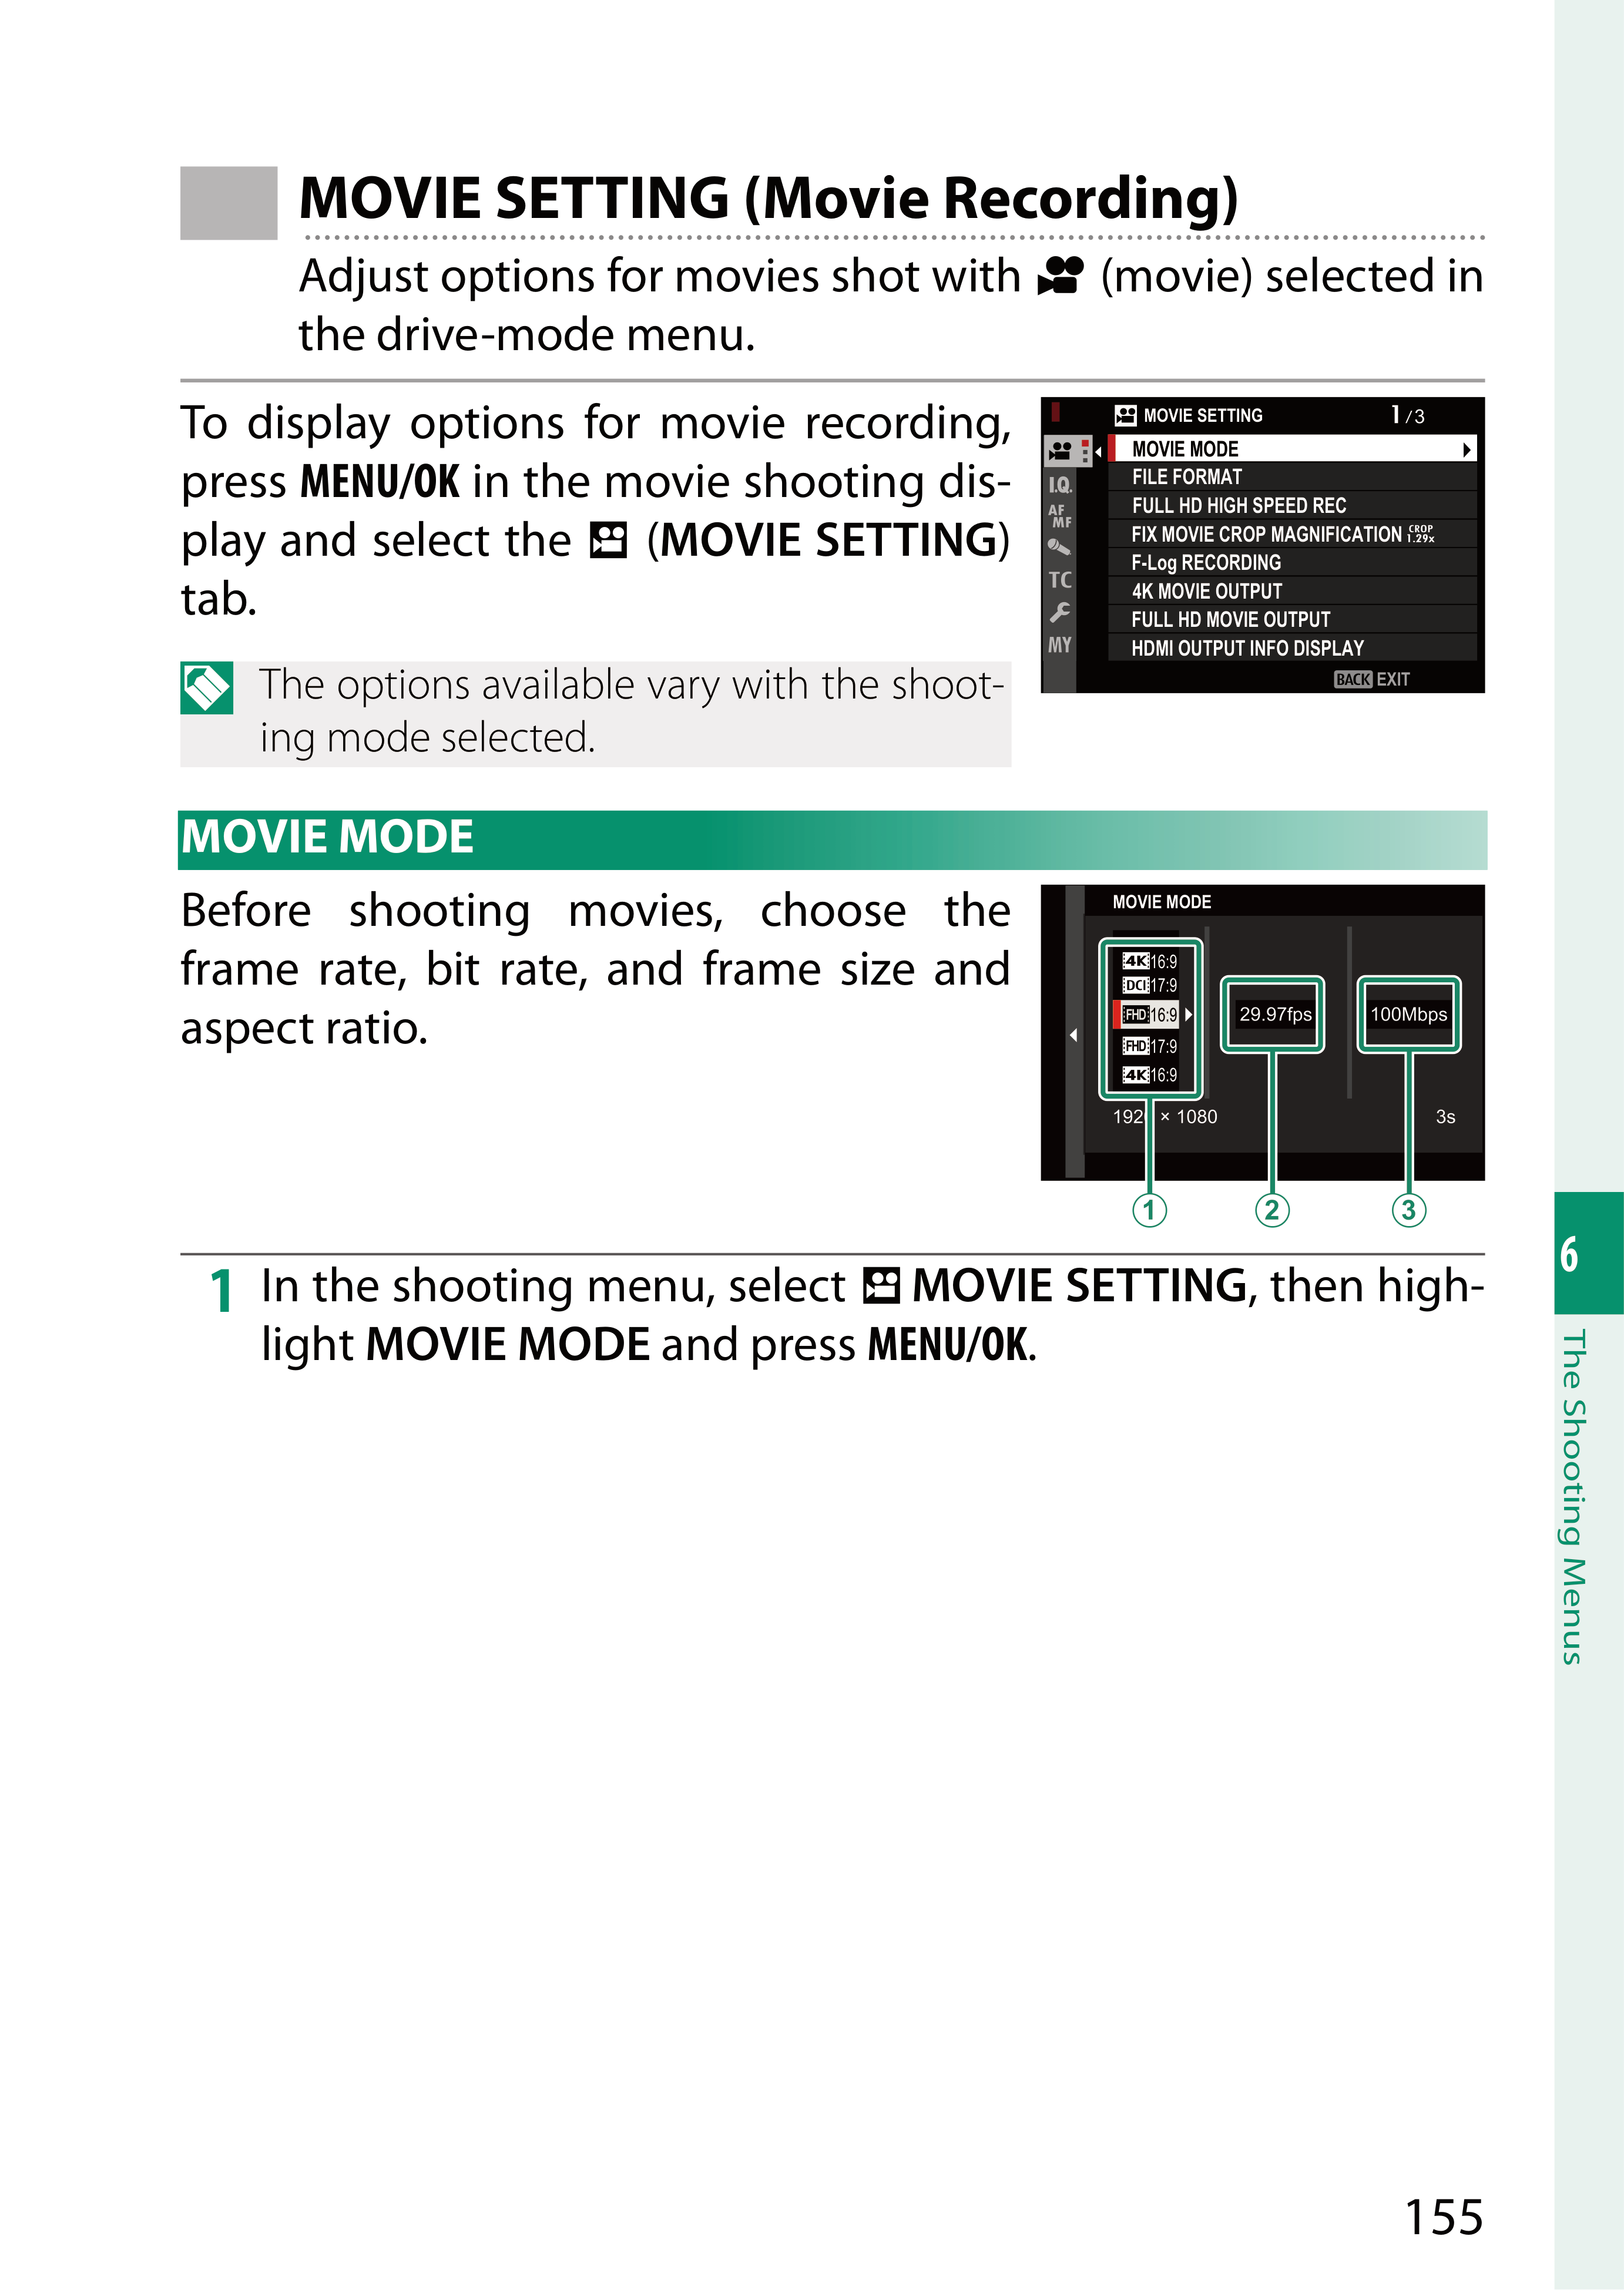 MOVIE SETTING (Movie Recording)
Adjust options for movies shot with (movie) selected in
the drive-mode menu.
To display options for movie recording,
press MENU/OK in the movie shooting dis-
play and select the (MOVIE SETTING)
tab.
MOVIE SETTING 1/3
MOVIE MODE
FILE FORMAT
FULL HD HIGH SPEED REC
FIX MOVIE CROP MAGNIFICATION CROP 1.29x
F-Log RECORDING
4K MOVIE OUTPUT
FULL HD MOVIE OUTPUT
HDMI OUTPUT INFO DISPLAY
BACK EXIT
I.Q.
AF
MF
TC
MY
The options available vary with the shoot-
ing mode selected.
MOVIE MODE
Before shooting movies, choose the
frame rate, bit rate, and frame size and
aspect ratio.
MOVIE MODE
4K 16:9
DCI 17:9
FHD 16:9
29.97fps
100Mbps
FHD 17:9
4K 16:9
× 1080
3s
1
2
3
1 In the shooting menu, select MOVIE SETTING, then high-
light MOVIE MODE and press MENU/OK.
6
The Shooting Menus
155